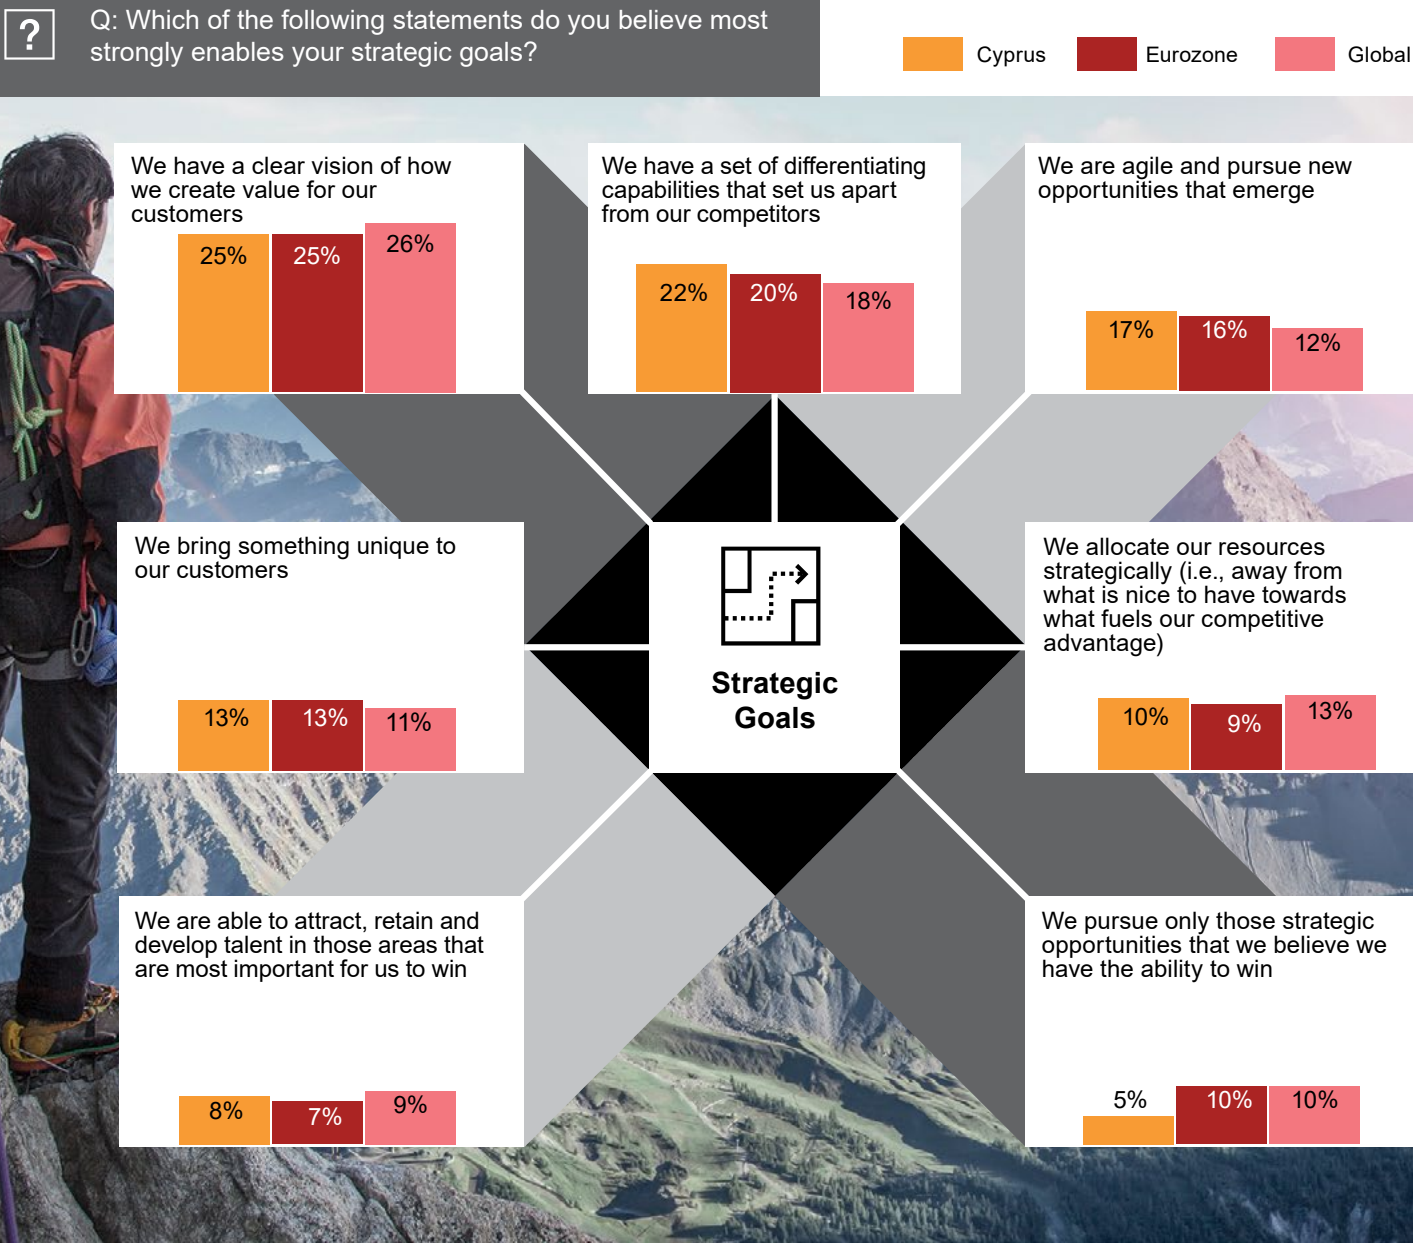 ?
Q: Which of the following statements do you believe most
strongly enables your strategic goals?
Cyprus
Eurozone
Global
We have a clear vision of how
we create value for our
customers
25%
25%
26%
We have a set of differentiating
capabilities that set us apart
from our competitors
22%
20%
18%
We are agile and pursue new
opportunities that emerge
17%
16%
12%
We bring something unique to
our customers
13%
13%
11%
Strategic
Goals
We allocate our resources
strategically (i.e., away from
what is nice to have towards
what fuels our competitive
advantage)
10%
9%
13%
We are able to attract, retain and
develop talent in those areas that
are most important for us to win
8%
7%
9%
We pursue only those strategic
opportunities that we believe we
have the ability to win
5%
10%
10%